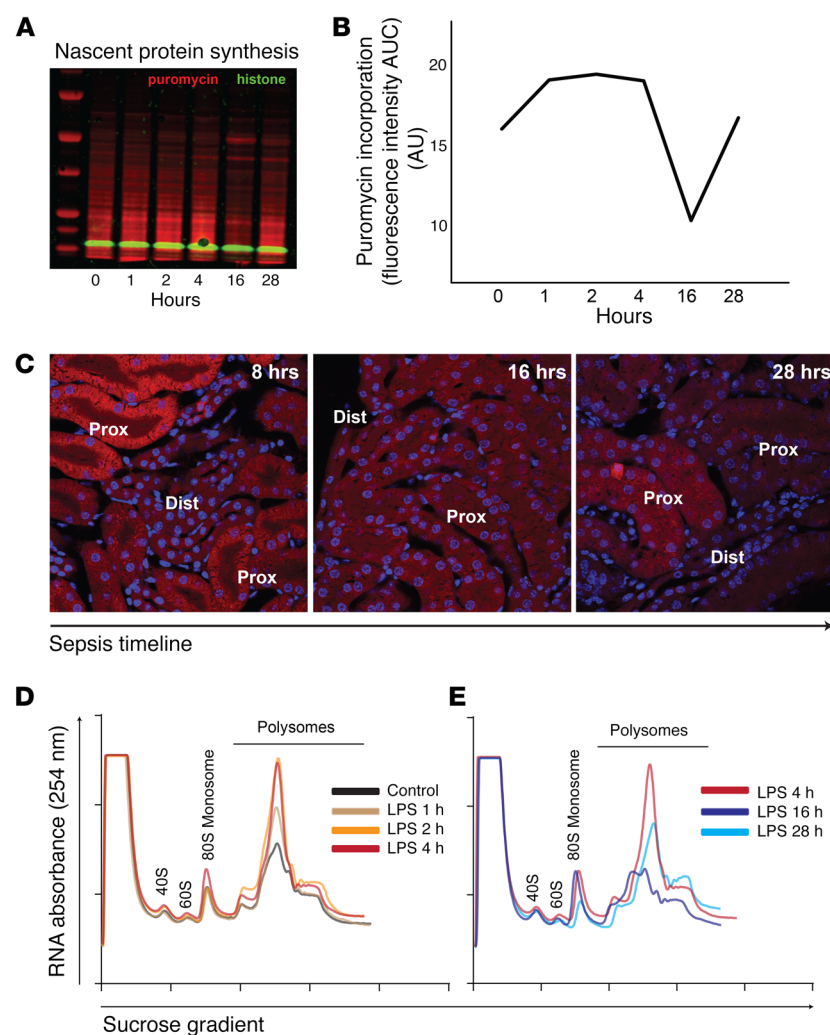 A
Nascent protein synthesis
puromycin histone
0 1 2 4 16 28
Hours
B
Puromycin incorporation
(fluorescence intensity AUC)
(AU)
20
15
10
0 1 2 4 16 28
Hours
C
8 hrs
Prox
Dist
Prox
16 hrs
Dist
Prox
28 hrs
Prox
Prox
Dist
Sepsis timeline
D
RNA absorbance (254 nm)
40S
60S
80S Monosome
Polysomes
Control
LPS 1 h
LPS 2 h
LPS 4 h
E
40S
60S
80S Monosome
Polysomes
LPS 4 h
LPS 16 h
LPS 28 h
Sucrose gradient